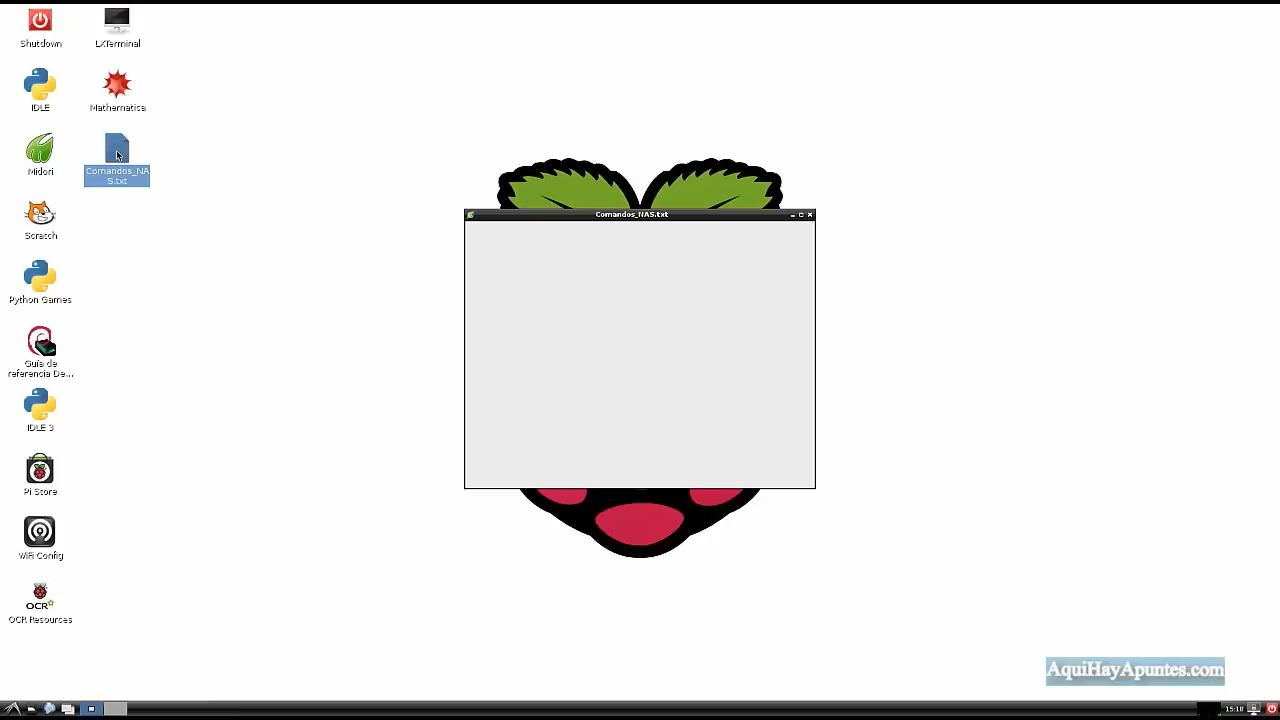 Shutdown
LXTerminal
IDLE
Mathematica
Midori
Comandos_NA
S.txt
Scratch
Comandos_NAS.txt
Python Games
Guía de
referencia De...
IDLE 3
Pi Store
WiFi Config
OCR
OCR Resources
AquiHayApuntes.com
15:18